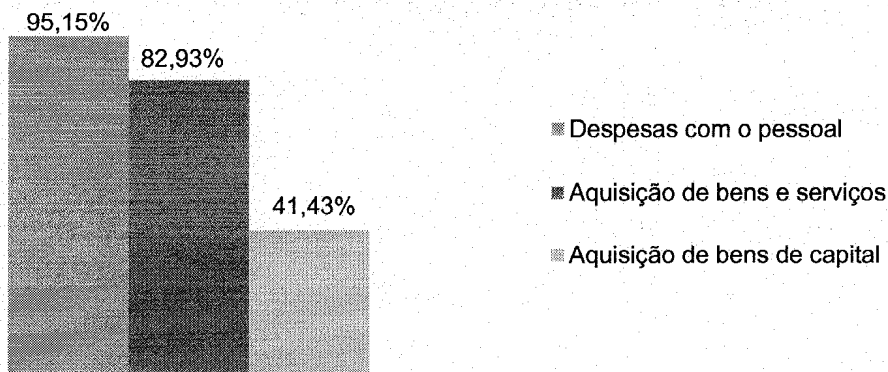 95,15%
82,93%
41,43%
Despesas com o pessoal
Aquisição de bens e serviços
Aquisição de bens de capital